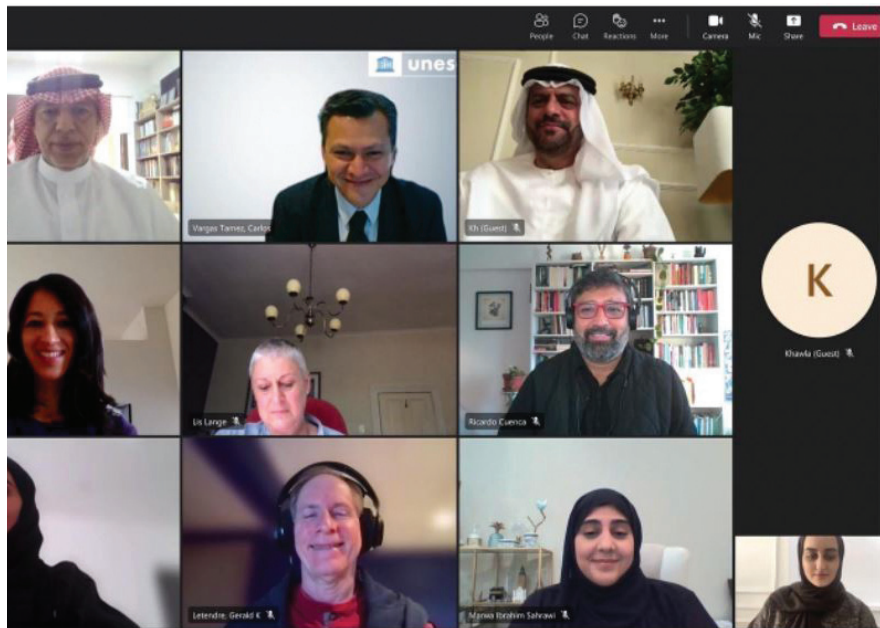 People Chat Reactions More Camera Mic Share Leave
unes
Vargas Tamez, Carlos
Kh (Guest)
K
Khawla (Guest)
Lis Lange
Ricardo Cuenca
Letendre, Gerald K
Marwa Ibrahim Sahrawi